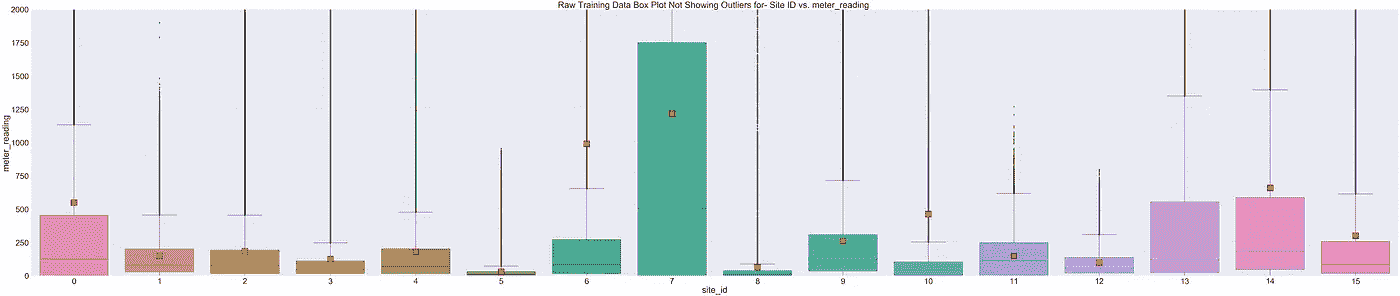 Raw Training Data Box Plot Not Showing Outliers for- Site ID vs. meter_reading
2000
1750
1500
1250
1000
750
500
250
0
meter_reading
0 1 2 3 4 5 6 7 8 9 10 11 12 13 14 15
site_id